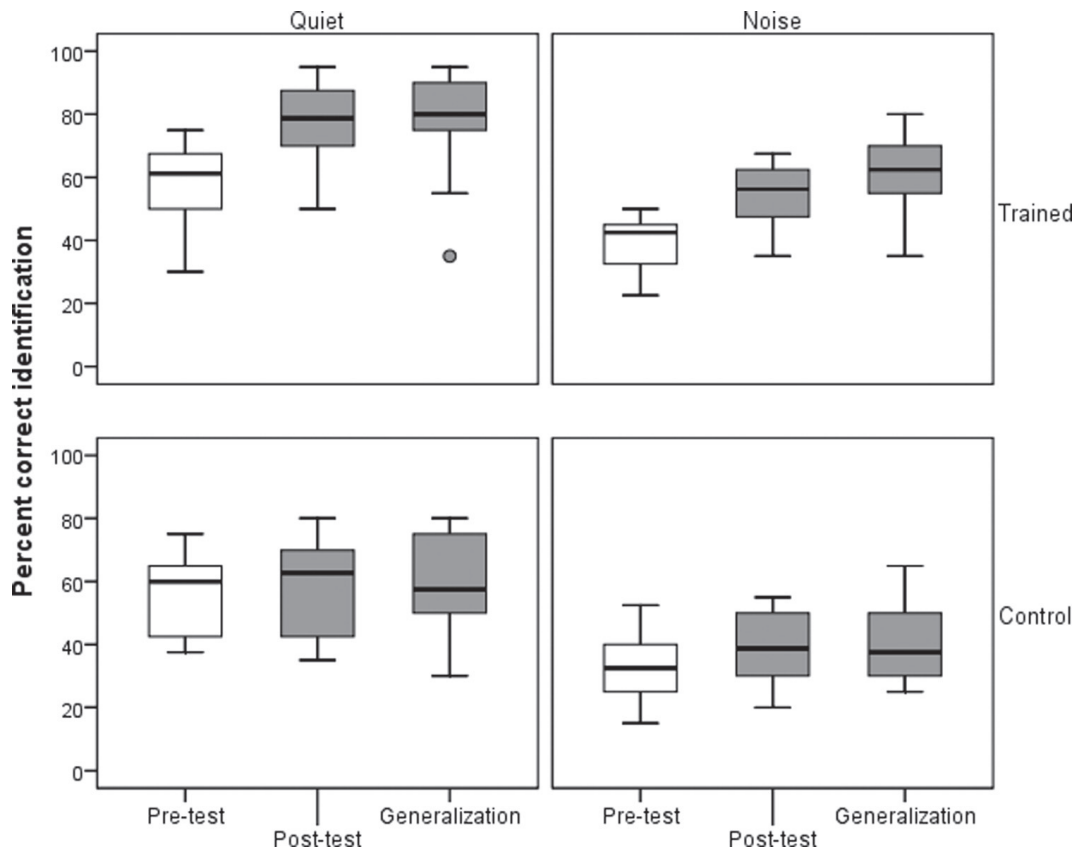 Quiet
Noise
Percent correct identification
100
80
60
40
20
0
Trained
100
80
60
40
20
0
Control
Pre-test
Post-test
Generalization
Pre-test
Post-test
Generalization